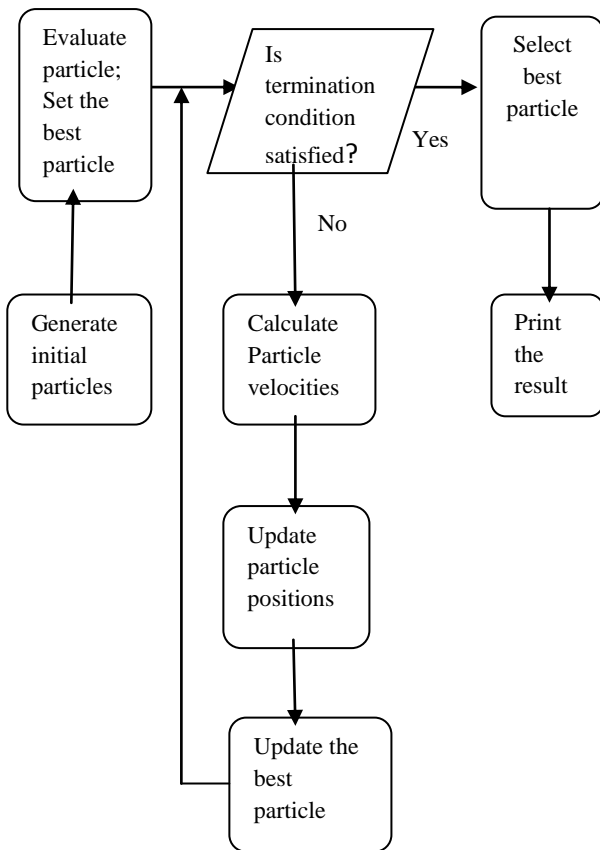 Evaluate
particle;
Set the
best
particle
Is
termination
condition
satisfied?
Yes
Select
best
particle
No
Generate
initial
particles
Calculate
Particle
velocities
Print
the
result
Update
particle
positions
Update the
best
particle